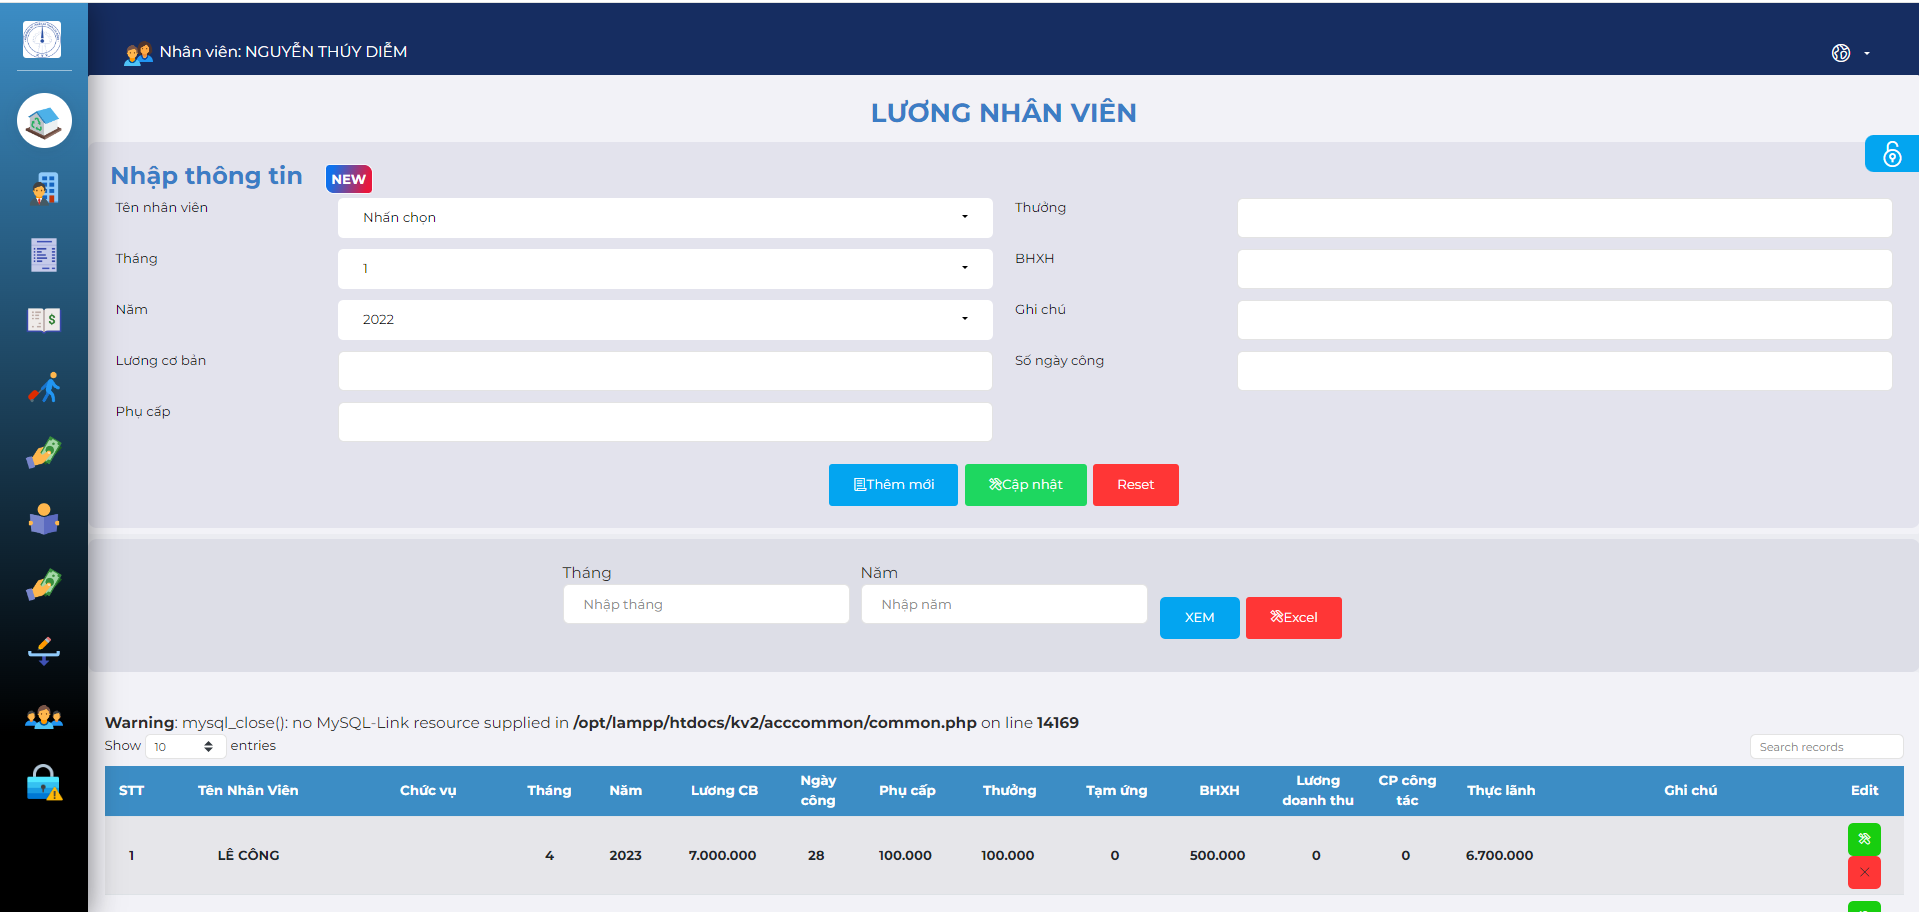 Nhân viên: NGUYỄN THÚY DIỄM
LƯƠNG NHÂN VIÊN
Nhập thông tin NEW
Tên nhân viên Nhấn chọn Thưởng
Tháng 1 BHXH
Năm 2022 Ghi chú
Lương cơ bản Số ngày công
Phụ cấp
Thêm mới Cập nhật Reset
Tháng Năm
Nhập tháng Nhập năm XEM Excel
Warning: mysql_close(): no MySQL-Link resource supplied in /opt/lampp/htdocs/kv2/acccommon/common.php on line 14169
Show 10 entries Search records
STT Tên Nhân Viên Chức vụ Tháng Năm Lương CB Ngày công Phụ cấp Thưởng Tạm ứng BHXH Lương doanh thu CP công tác Thực lãnh Ghi chú Edit
1 LÊ CÔNG 4 2023 7.000.000 28 100.000 100.000 0 500.000 0 0 6.700.000